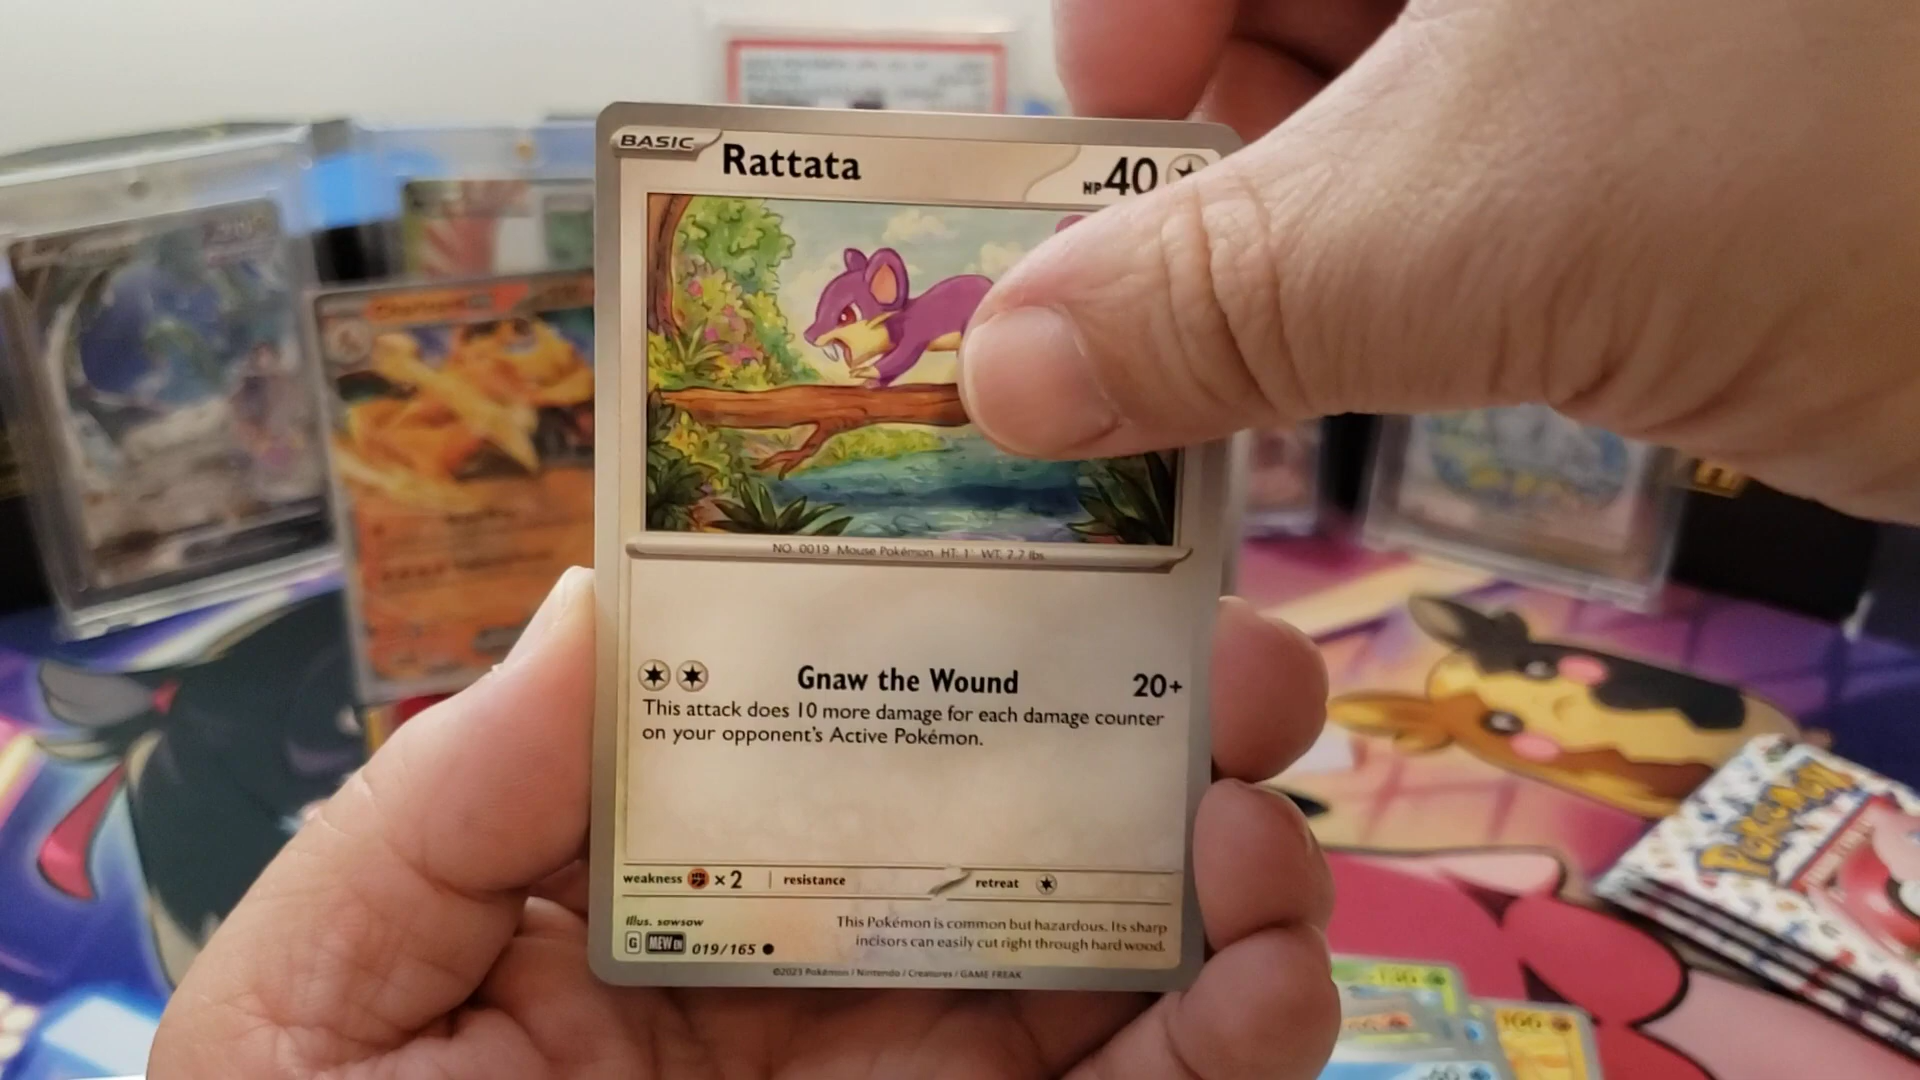 BASIC
Rattata
HP 40
NO. 0019 Mouse Pokémon HT: 1' WT: 7.7 lbs.
Gnaw the Wound 20+
This attack does 10 more damage for each damage counter
on your opponent's Active Pokémon.
weakness x2 resistance retreat
Illus. sowsow
This Pokémon is common but hazardous. Its sharp
incisors can easily cut right through hard wood.
G MEW EN 019/165
©2023 Pokémon / Nintendo / Creatures / GAME FREAK
POKÉMON